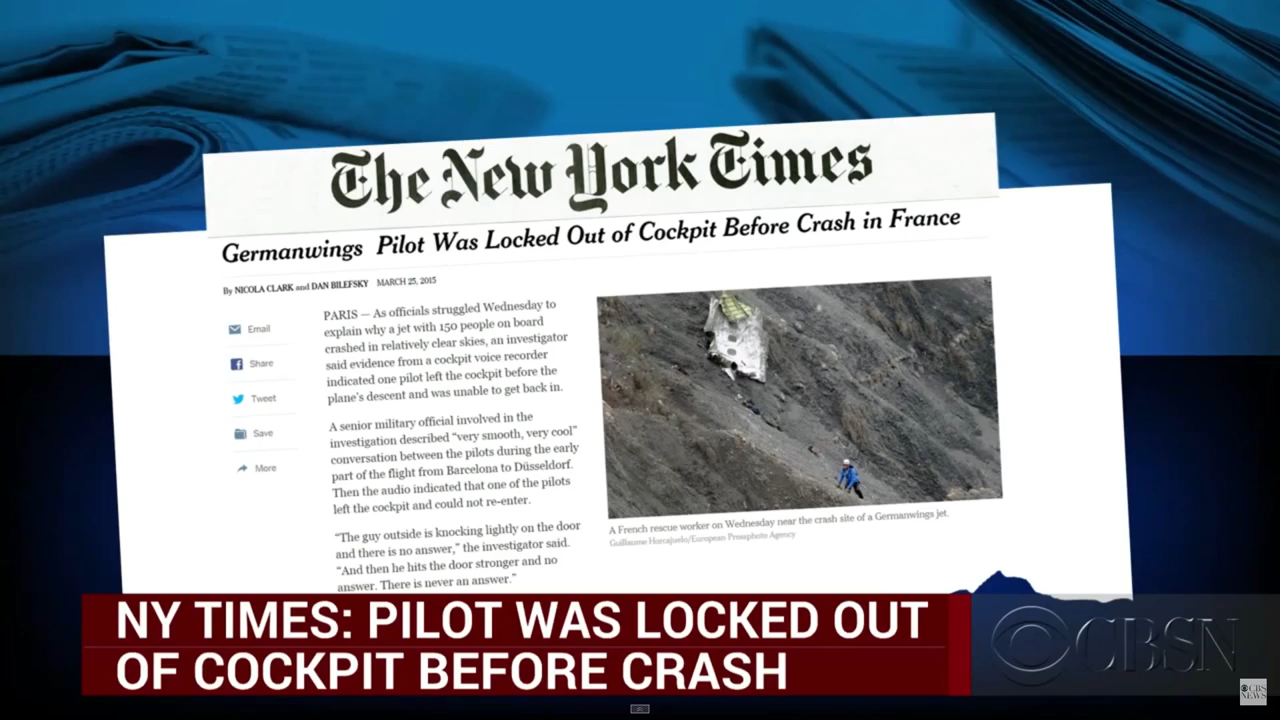 The New York Times
Germanwings Pilot Was Locked Out of Cockpit Before Crash in France
By NICOLA CLARK and DAN BILEFSKY MARCH 25, 2015
Email
Share
Tweet
Save
More
PARIS — As officials struggled Wednesday to
explain why a jet with 150 people on board
crashed in relatively clear skies, an investigator
said evidence from a cockpit voice recorder
indicated one pilot left the cockpit before the
plane's descent and was unable to get back in.
A senior military official involved in the
investigation described “very smooth, very cool”
conversation between the pilots during the early
part of the flight from Barcelona to Düsseldorf.
Then the audio indicated that one of the pilots
left the cockpit and could not re-enter.
“The guy outside is knocking lightly on the door
and there is no answer,” the investigator said.
“And then he hits the door stronger and no
answer. There is never an answer.”
A French rescue worker on Wednesday near the crash site of a Germanwings jet.
Guillaume Horcajuelo/European Pressphoto Agency
NY TIMES: PILOT WAS LOCKED OUT
OF COCKPIT BEFORE CRASH
CBSN
CBS
NEWS